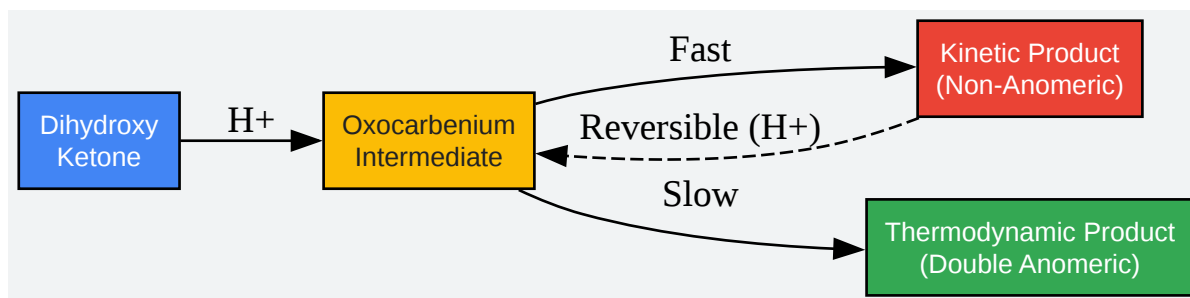 Dihydroxy
Ketone
H+
Oxocarbenium
Intermediate
Fast
Reversible (H+)
Slow
Kinetic Product
(Non-Anomeric)
Thermodynamic Product
(Double Anomeric)